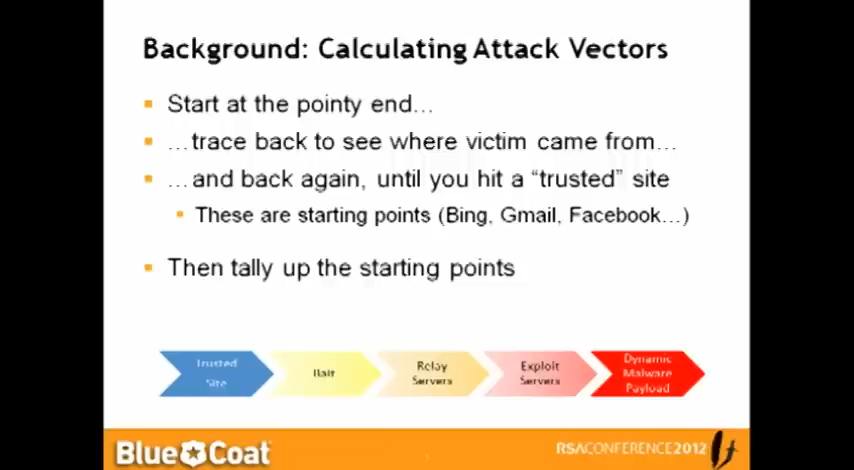 Background: Calculating Attack Vectors
Start at the pointy end…
…trace back to see where victim came from…
…and back again, until you hit a “trusted” site
These are starting points (Bing, Gmail, Facebook…)
Then tally up the starting points
Trusted
Site
Bait
Relay
Servers
Exploit
Servers
Dynamic
Malware
Payload
Blue Coat
RSACONFERENCE2012